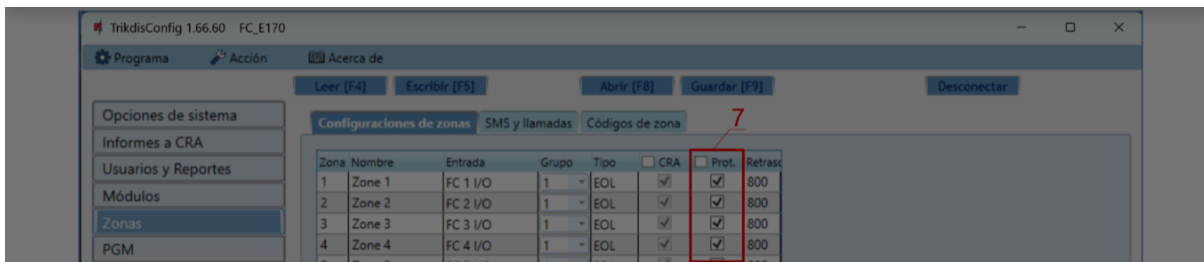 TrikdisConfig 1.66.60 FC_E170
Programa Acción Acerca de
Leer [F4] Escribir [F5] Abrir [F8] Guardar [F9] Desconectar
Opciones de sistema
Informes a CRA
Usuarios y Reportes
Módulos
Zonas
PGM
Configuraciones de zonas SMS y llamadas Códigos de zona
7
Zona Nombre Entrada Grupo Tipo CRA Prot. Retraso
1 Zone 1 FC 1 I/O 1 EOL 800
2 Zone 2 FC 2 I/O 1 EOL 800
3 Zone 3 FC 3 I/O 1 EOL 800
4 Zone 4 FC 4 I/O 1 EOL 800